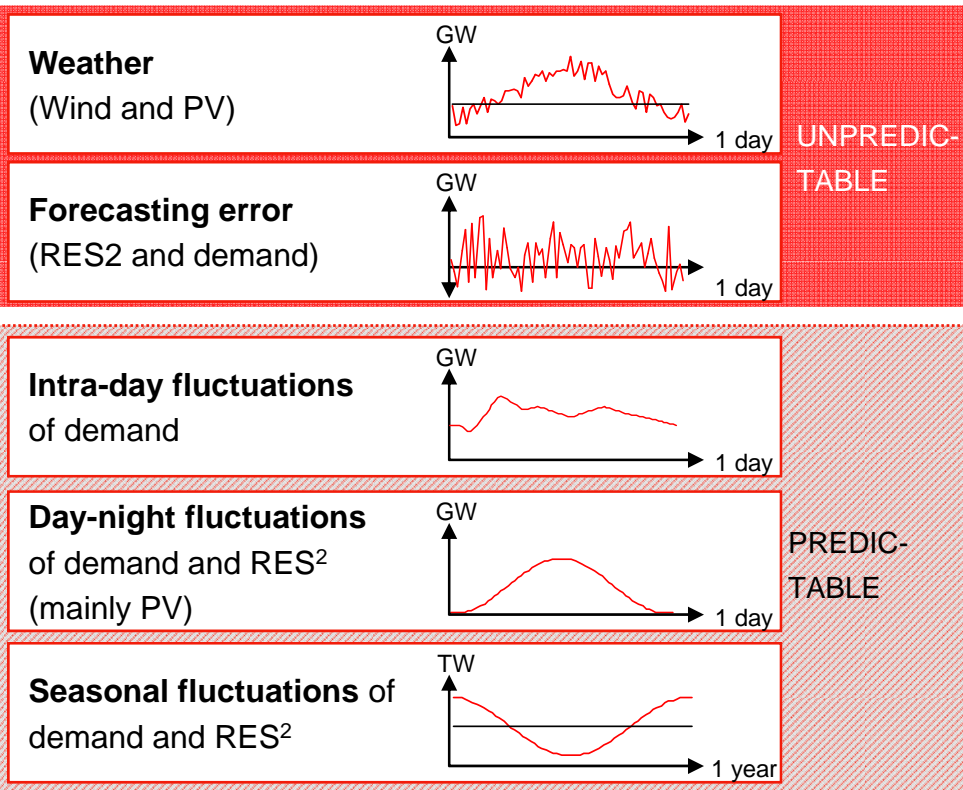 GW
Weather
(Wind and PV)
1 day
UNPREDIC-
TABLE
GW
Forecasting error
(RES2 and demand)
1 day
GW
Intra-day fluctuations
of demand
1 day
GW
Day-night fluctuations
of demand and RES²
(mainly PV)
1 day
PREDIC-
TABLE
TW
Seasonal fluctuations of
demand and RES²
1 year